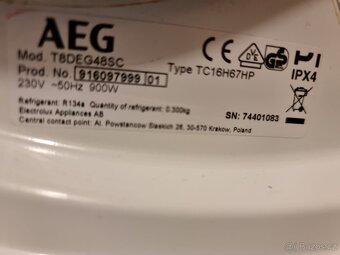 AEG
Mod. T8DEG48SC
Prod. No. 916097999 01
Type TC16H67HP
IPX4
230V ~50Hz 900W
Refrigerant: R134a Quantity of refrigerant: 0.300kg
Electrolux Appliances AB
SN: 74401083
Central contact point: Al. Powstancow Slaskich 26, 30-570 Krakow, Poland